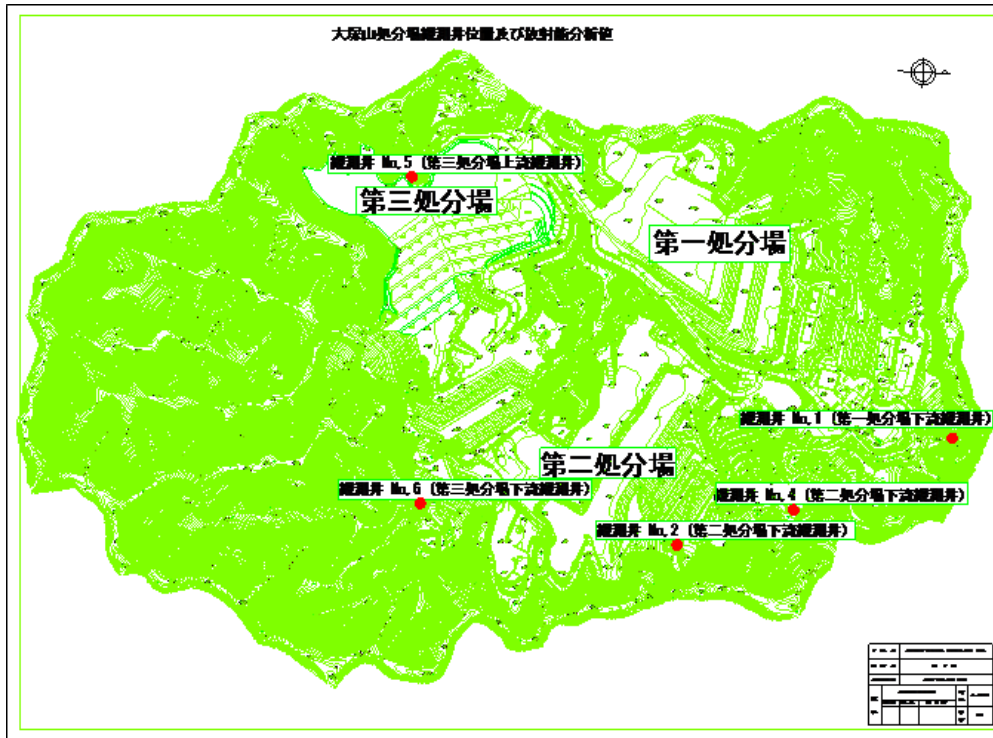 大塚山処分場観測井位置及び放射能分析値
観測井 No.5 (第三処分場上流観測井)
第三処分場
第一処分場
観測井 No.1 (第一処分場下流観測井)
第二処分場
観測井 No.6 (第三処分場下流観測井)
観測井 No.4 (第二処分場下流観測井)
観測井 No.2 (第二処分場下流観測井)